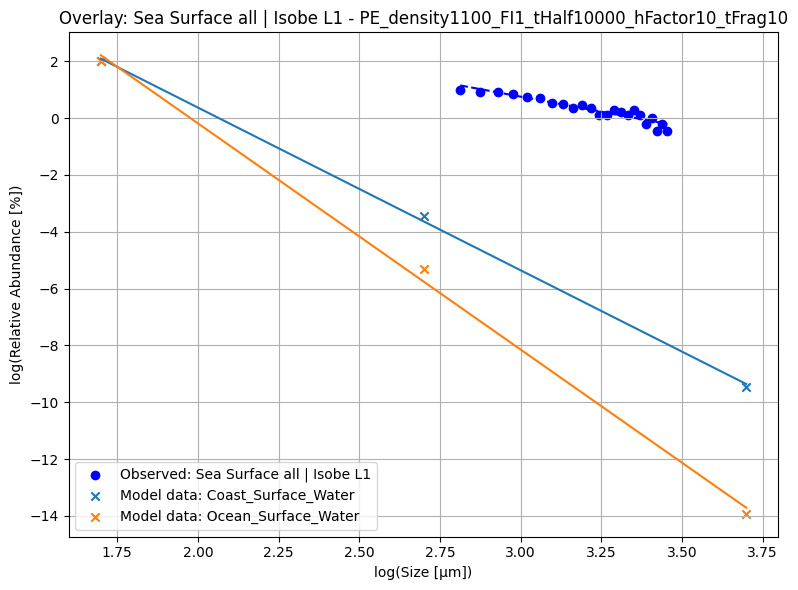 Overlay: Sea Surface all | Isobe L1 - PE_density1100_FI1_tHalf10000_hFactor10_tFrag10
log(Relative Abundance [%])
2
0
−2
−4
−6
−8
−10
−12
−14
Observed: Sea Surface all | Isobe L1
Model data: Coast_Surface_Water
Model data: Ocean_Surface_Water
1.75 2.00 2.25 2.50 2.75 3.00 3.25 3.50 3.75
log(Size [µm])